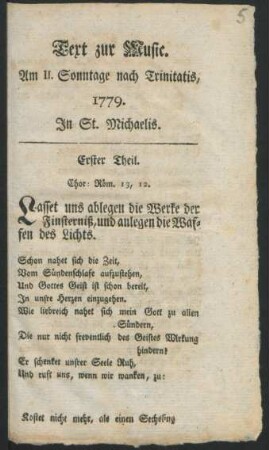 5
Text zur Music.
Am II. Sonntage nach Trinitatis,
1779.
In St. Michaelis.
Erster Theil.
Chor: Röm. 13, 12.
Lasset uns ablegen die Werke der
Finsterniß, und anlegen die Waf-
fen des Lichts.
Schon nahet sich die Zeit,
Vom Sündenschlafe aufzustehen,
Und Gottes Geist ist schon bereit,
In unsre Herzen einzugehen.
Wie liebreich nahet sich mein Gott zu allen
Sündern,
Die nur nicht freventlich des Geistes Wirkung
hindern!
Er schenket unsrer Seele Ruh,
Und ruft uns, wenn wir wanken, zu:
Kostet nicht mehr, als einen Sechsling